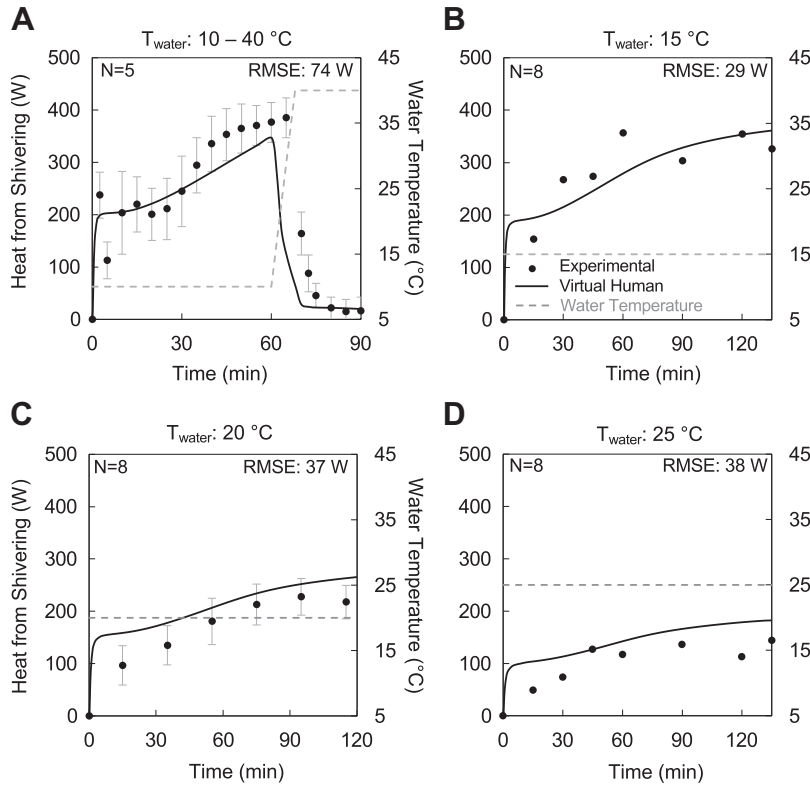 A
T water: 10 – 40 °C
N=5
RMSE: 74 W
500
400
300
200
100
0
Heat from Shivering (W)
45
35
25
15
5
Water Temperature (°C)
0
30
60
90
Time (min)
B
T water: 15 °C
N=8
RMSE: 29 W
500
400
300
200
100
0
45
35
25
15
5
Experimental
Virtual Human
Water Temperature
0
30
60
90
120
Time (min)
C
T water: 20 °C
N=8
RMSE: 37 W
500
400
300
200
100
0
Heat from Shivering (W)
45
35
25
15
5
Water Temperature (°C)
0
30
60
90
120
Time (min)
D
T water: 25 °C
N=8
RMSE: 38 W
500
400
300
200
100
0
45
35
25
15
5
0
30
60
90
120
Time (min)